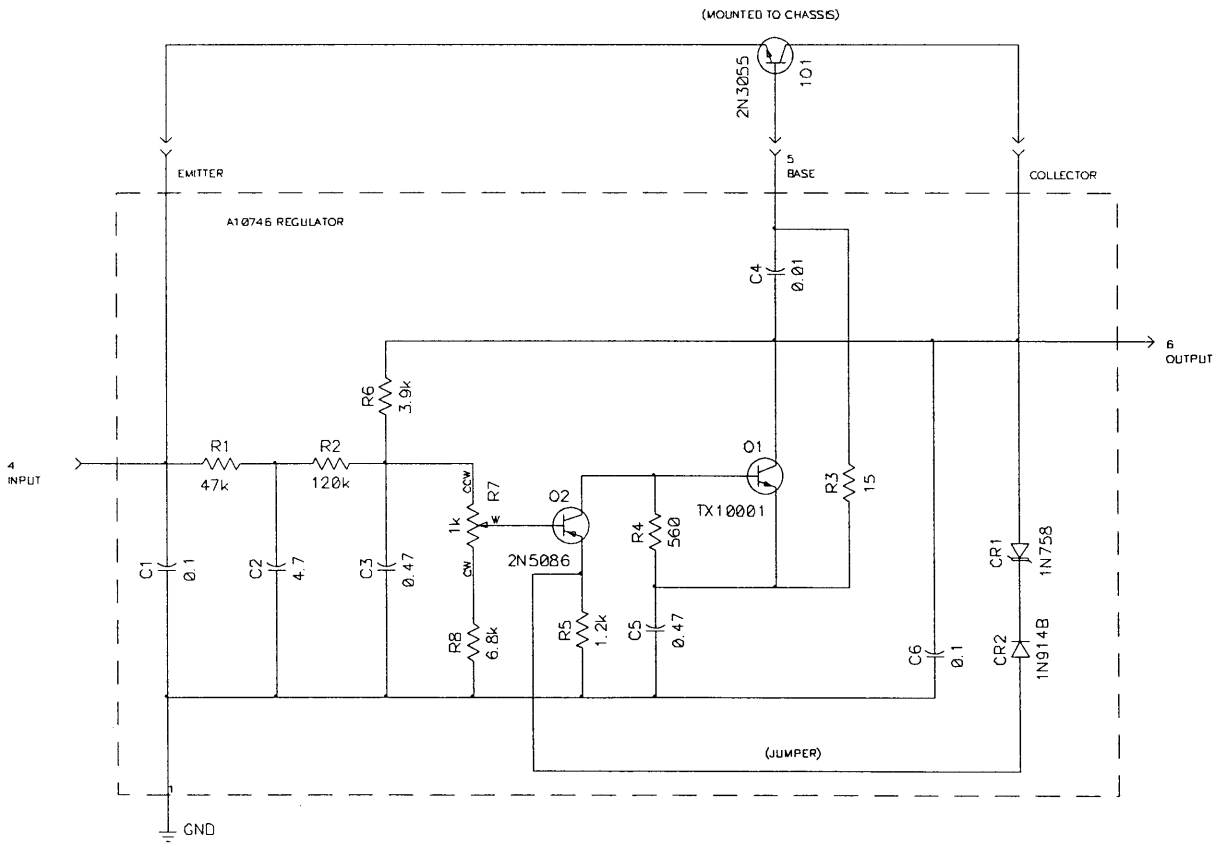 (MOUNTED TO CHASSIS)
2N3055
101
EMITTER
5
BASE
COLLECTOR
A10746 REGULATOR
C4
0.01
6
OUTPUT
R6
3.9k
4
INPUT
R1
47k
R2
120k
CCW
R7
1k
W
CW
Q2
2N5086
R4
560
Q1
TX10001
R3
15
C1
0.1
C2
4.7
C3
0.47
R8
6.8k
R5
1.2k
C5
0.47
C6
0.1
CR1
1N758
CR2
1N914B
(JUMPER)
1
GND